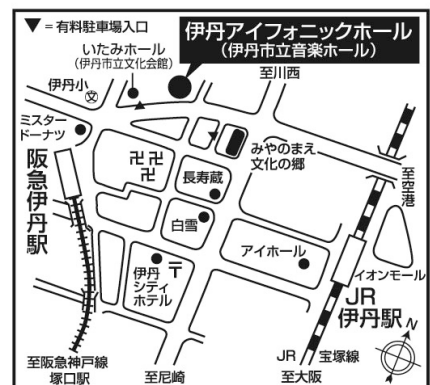 ▼=有料駐車場入口
伊丹アイフォニックホール
(伊丹市立音楽ホール)
いたみホール
(伊丹市立文化会館)
至川西
伊丹小
文
ミスター
ドーナツ
みやのまえ
文化の郷
卍卍
卍
長寿蔵
阪急伊丹駅
至空港
白雪
アイホール
伊丹
シティ
ホテル
〒
イオンモール
JR
伊丹駅
N
至阪急神戸線
塚口駅
至尼崎
JR 宝塚線
至大阪